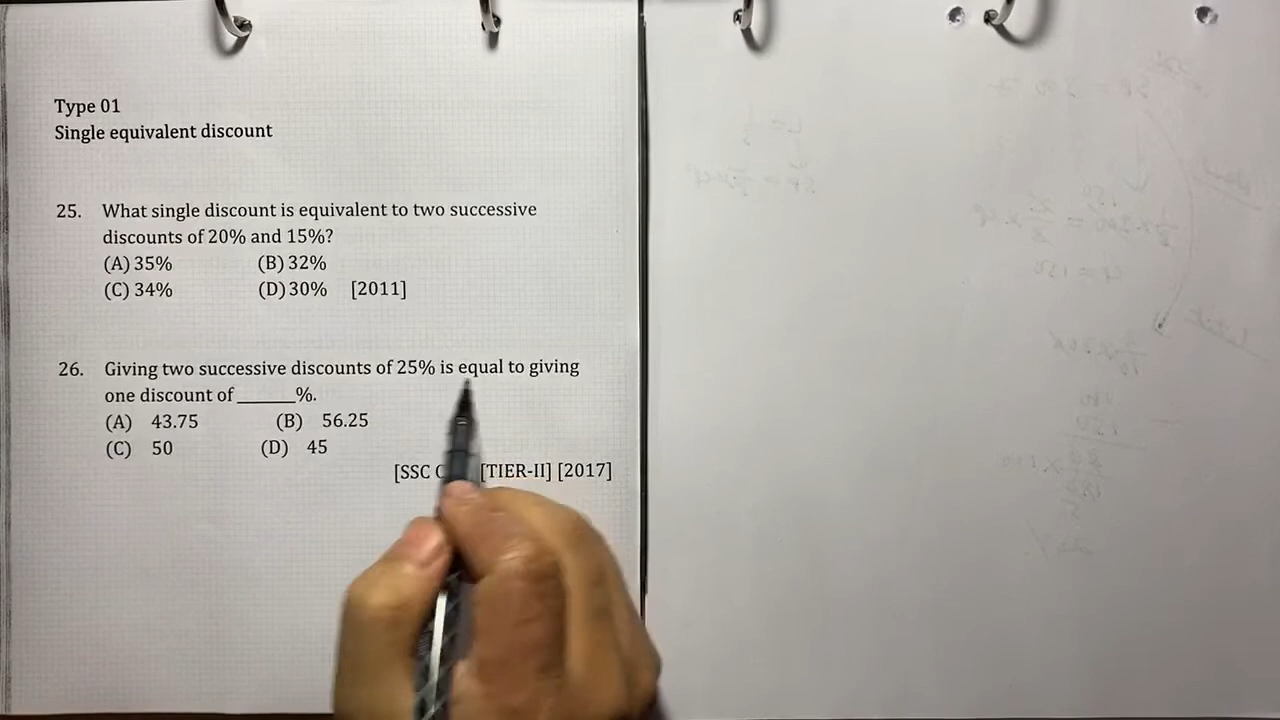 Type 01
Single equivalent discount
25. What single discount is equivalent to two successive
discounts of 20% and 15%?
(A) 35% (B) 32%
(C) 34% (D) 30% [2011]
26. Giving two successive discounts of 25% is equal to giving
one discount of ______%.
(A) 43.75 (B) 56.25
(C) 50 (D) 45
[SSC [TIER-II] [2017]